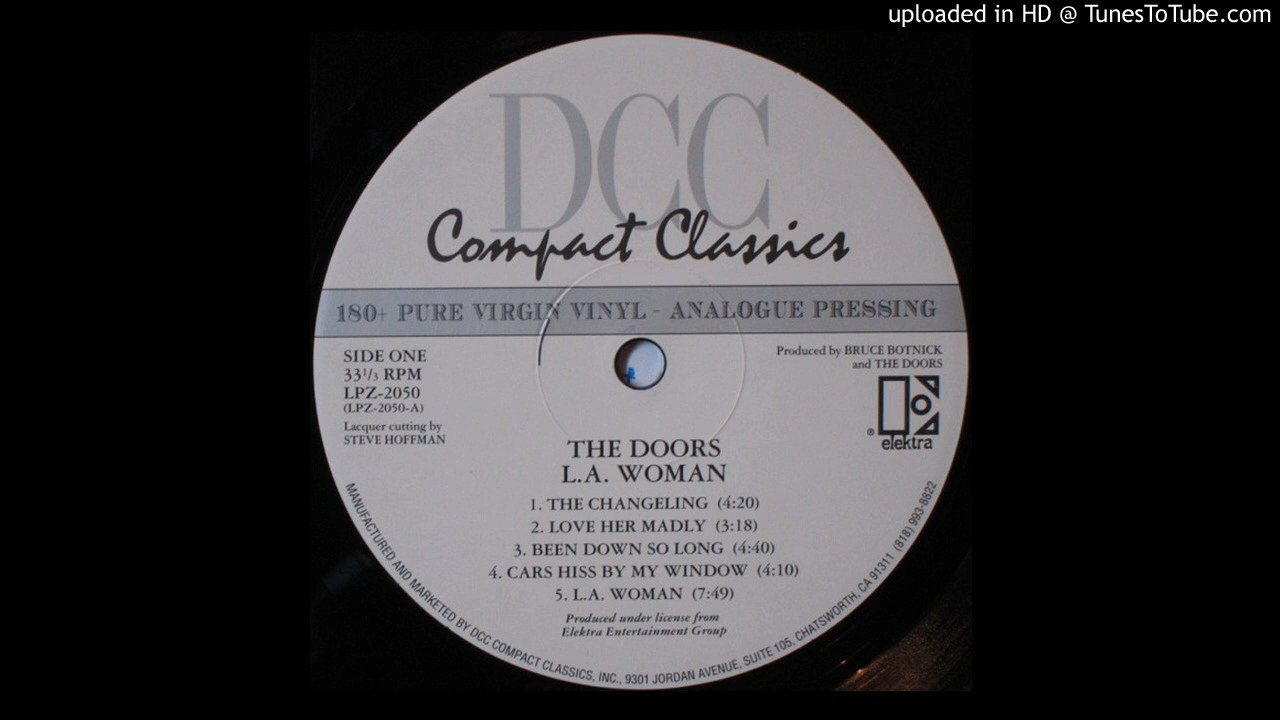 uploaded in HD @ TunesToTube.com
DCC
Compact Classics
180+ PURE VIRGIN VINYL - ANALOGUE PRESSING
SIDE ONE
33 1/3 RPM
LPZ-2050
(LPZ-2050-A)
Lacquer cutting by
STEVE HOFFMAN
Produced by BRUCE BOTNICK
and THE DOORS
® elektra
THE DOORS
L.A. WOMAN
1. THE CHANGELING (4:20)
2. LOVE HER MADLY (3:18)
3. BEEN DOWN SO LONG (4:40)
4. CARS HISS BY MY WINDOW (4:10)
5. L.A. WOMAN (7:49)
Produced under license from
Elektra Entertainment Group
MANUFACTURED AND MARKETED BY DCC COMPACT CLASSICS, INC., 9301 JORDAN AVENUE, SUITE 105, CHATSWORTH, CA 91311 (818) 993-8822